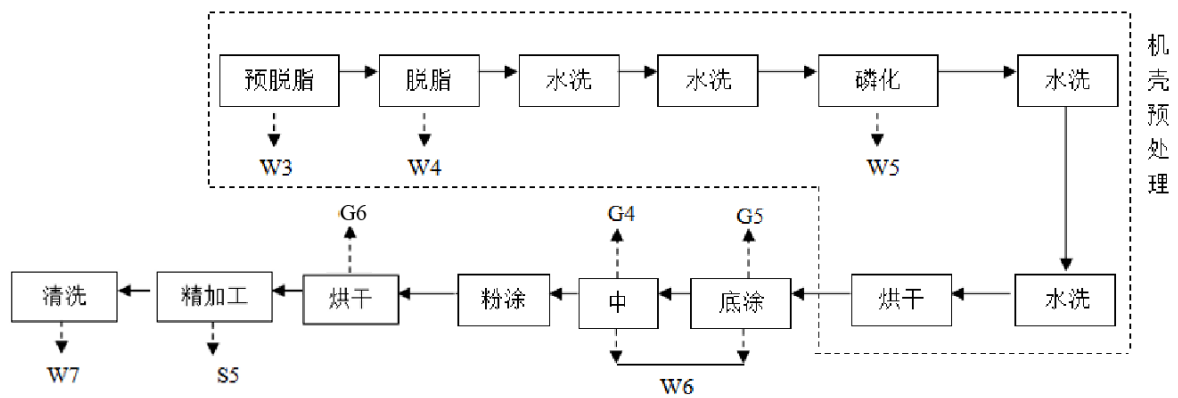 预脱脂
脱脂
水洗
水洗
磷化
水洗
机壳预处理
W3
W4
W5
G6
G4
G5
清洗
精加工
烘干
粉涂
中
底涂
烘干
水洗
W7
S5
W6